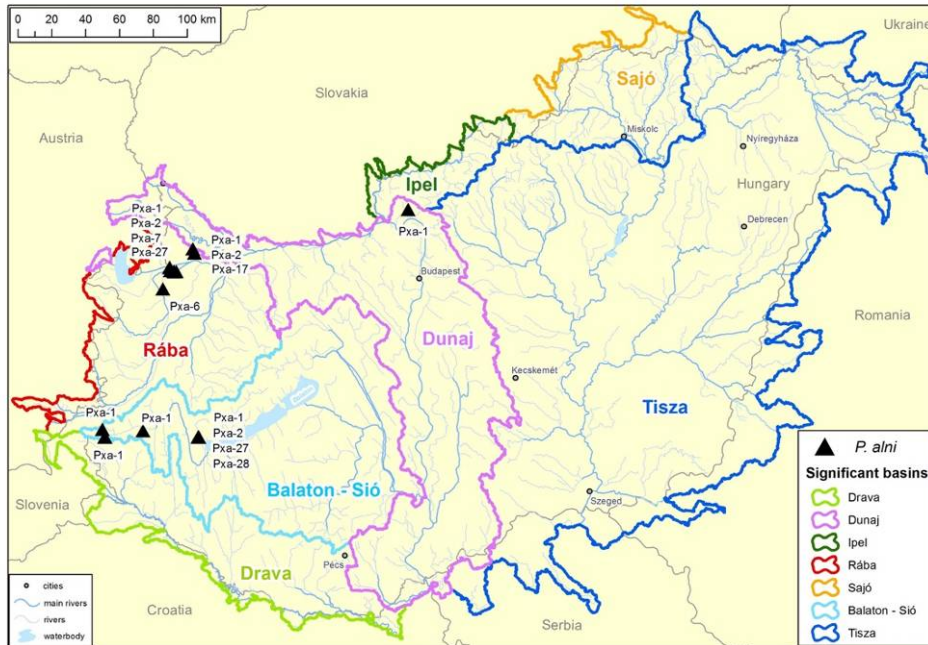 0 20 40 60 80 100 km
Ukraine
Slovakia
Sajó
Austria
Miskolc
Nyíregyháza
Hungary
Ipel
Debrecen
Pxa-1
Pxa-2
Pxa-7
Pxa-27
Pxa-1
Pxa-2
Pxa-17
Pxa-6
Pxa-1
Budapest
Rába
Dunaj
Romania
Kecskemét
Tisza
Pxa-1
Pxa-1
Pxa-1
Pxa-1
Pxa-2
Pxa-27
Pxa-28
Balaton - Sió
Szeged
Slovenia
Pécs
Drava
Croatia
Serbia
cities
main rivers
rivers
waterbody
P. alni
Significant basins
Drava
Dunaj
Ipel
Rába
Sajó
Balaton - Sió
Tisza